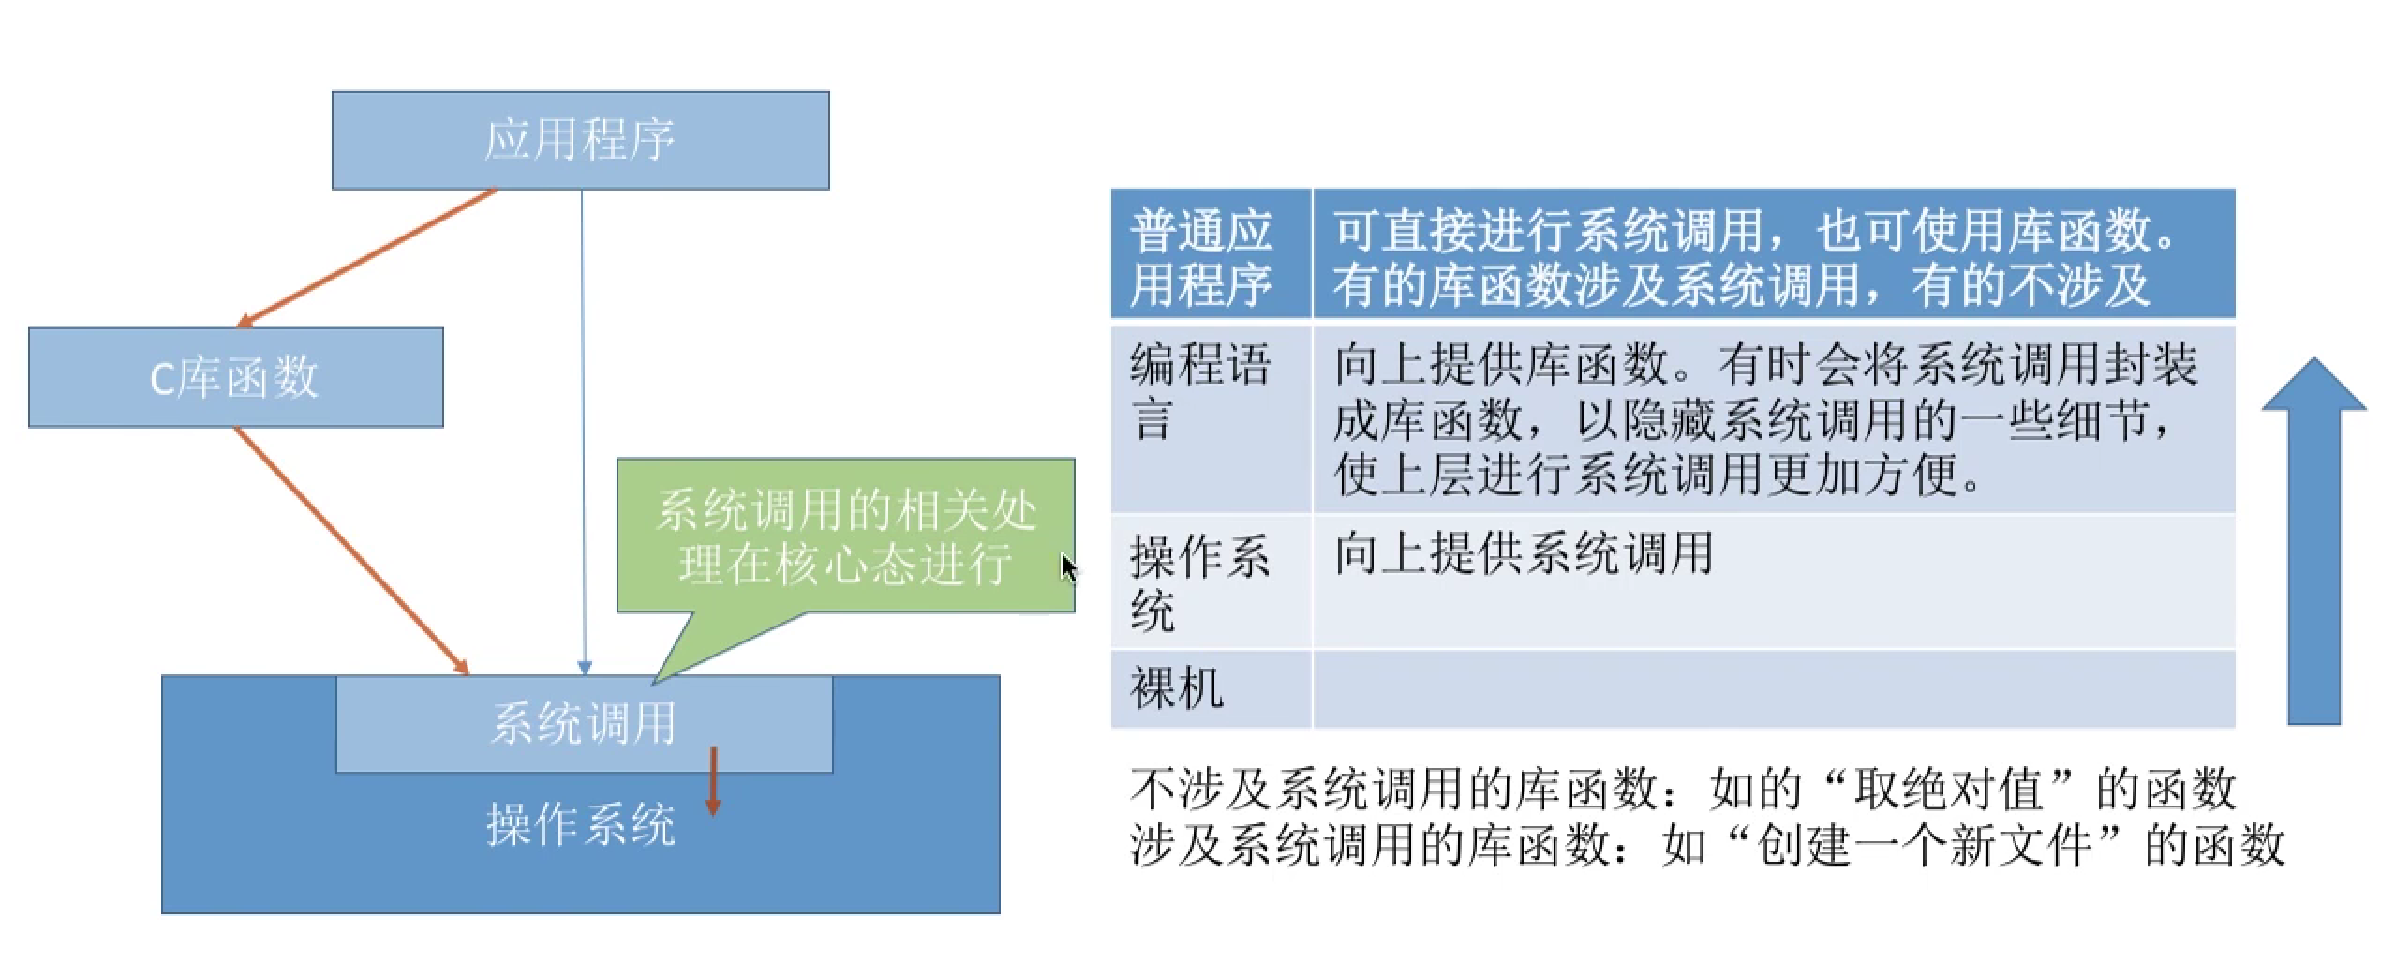 应用程序
C库函数
系统调用的相关处
理在核心态进行
系统调用
操作系统
普通应
用程序
可直接进行系统调用，也可使用库函数。
有的库函数涉及系统调用，有的不涉及
编程语
言
向上提供库函数。有时会将系统调用封装
成库函数，以隐藏系统调用的一些细节，
使上层进行系统调用更加方便。
操作系
统
向上提供系统调用
裸机
不涉及系统调用的库函数：如的“取绝对值”的函数
涉及系统调用的库函数：如“创建一个新文件”的函数